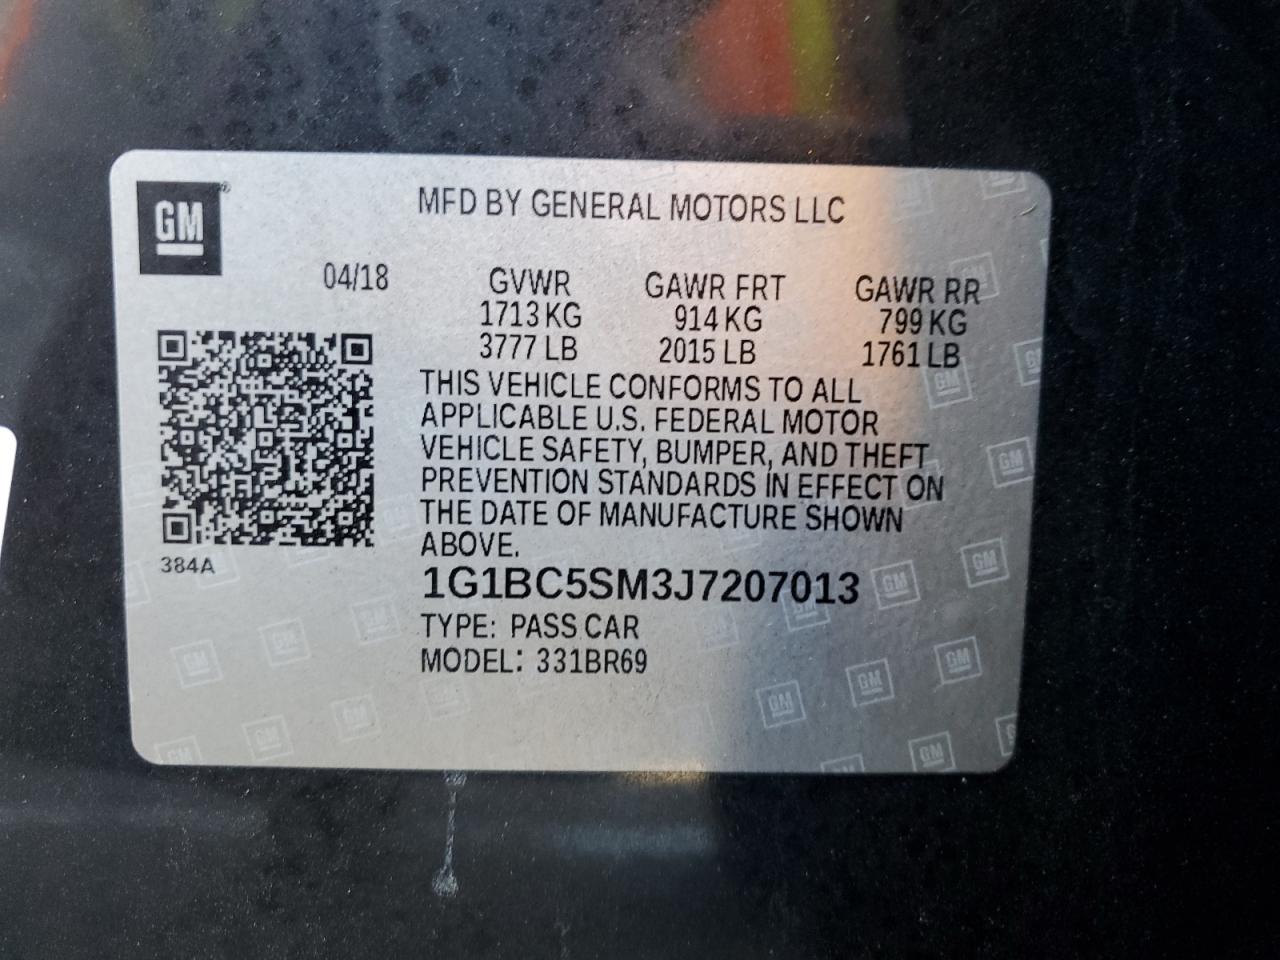 GM
MFD BY GENERAL MOTORS LLC
04/18
GVWR GAWR FRT GAWR RR
1713 KG 914 KG 799 KG
3777 LB 2015 LB 1761 LB
THIS VEHICLE CONFORMS TO ALL
APPLICABLE U.S. FEDERAL MOTOR
VEHICLE SAFETY, BUMPER, AND THEFT
PREVENTION STANDARDS IN EFFECT ON
THE DATE OF MANUFACTURE SHOWN
ABOVE.
384A
1G1BC5SM3J7207013
TYPE: PASS CAR
MODEL: 331BR69